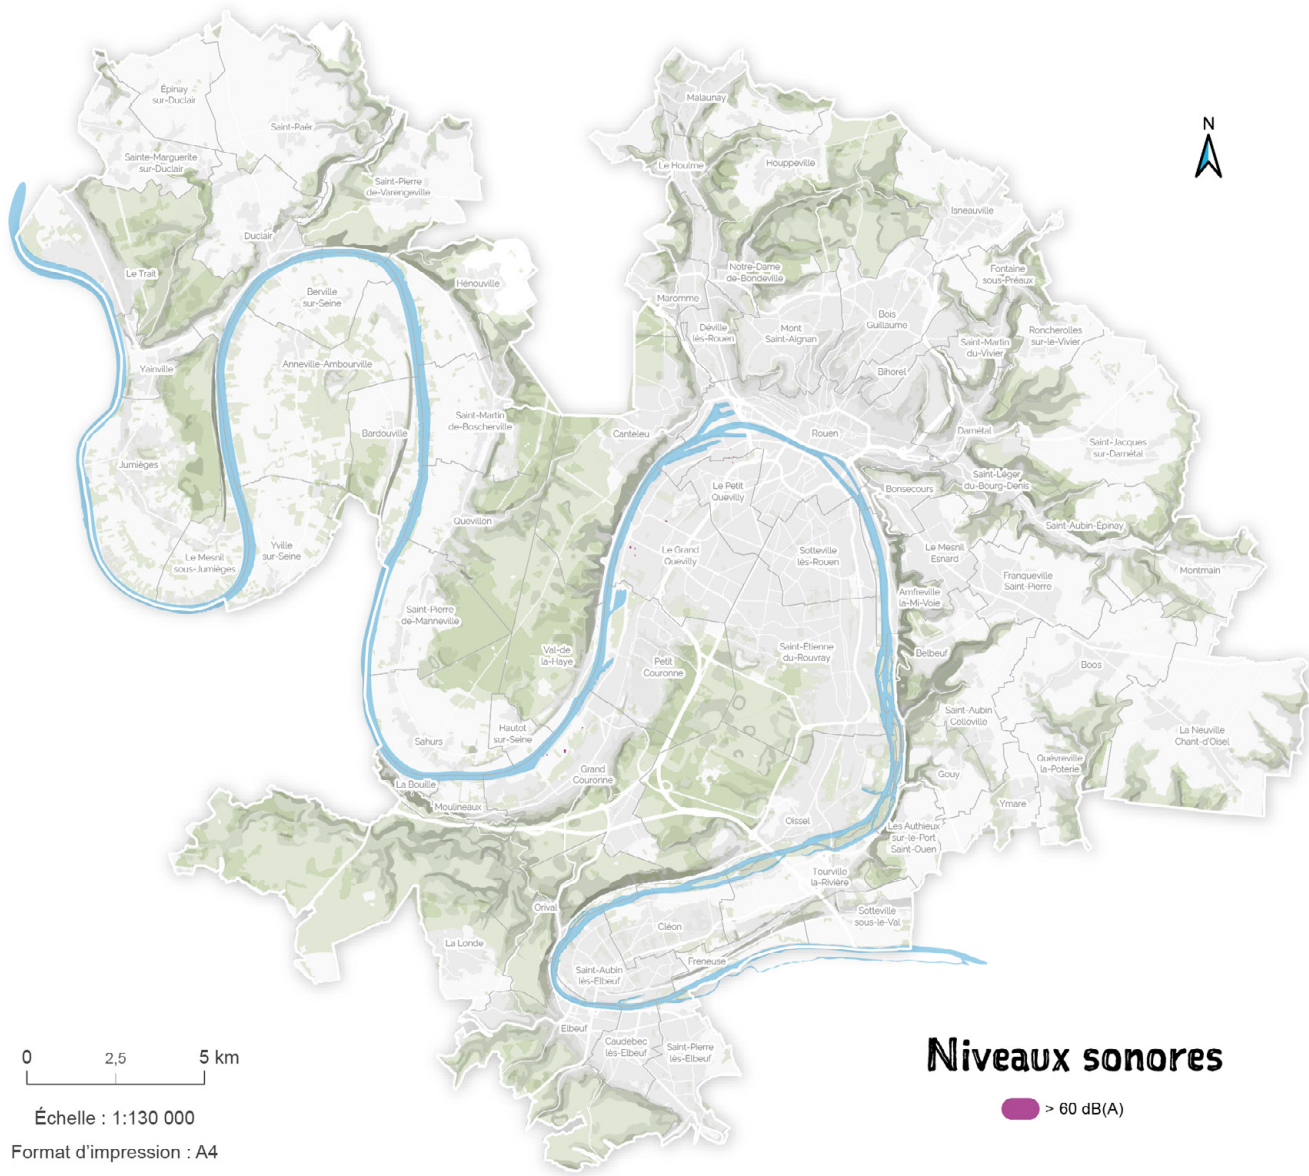 Malaunay
Épinay
sur-Duclair
Saint-Paër
N
Sainte-Marguerite
sur-Duclair
Le Houlme
Houppeville
Saint-Pierre
de-Varengeville
Isneauville
Duclair
Le Trait
Notre-Dame
de-Bondeville
Fontaine
sous-Préaux
Hénouville
Berville
sur-Seine
Maromme
Déville
lès-Rouen
Mont
Saint-Aignan
Bois
Guillaume
Roncherolles
sur-le-Vivier
Saint-Martin
du-Vivier
Anneville-Ambourville
Yainville
Bihorel
Saint-Martin
de-Boscherville
Bardouville
Canteleu
Rouen
Darnétal
Saint-Jacques
sur-Darnétal
Jumièges
Saint-Léger
du-Bourg-Denis
Le Petit
Quevilly
Bonsecours
Quevillon
Saint-Aubin-Épinay
Le Mesnil
sous-Jumièges
Yville
sur-Seine
Le Grand
Quevilly
Sotteville
lès-Rouen
Le Mesnil
Esnard
Franqueville
Saint-Pierre
Montmain
Amfreville
la-Mi-Voie
Saint-Pierre
de-Manneville
Val-de
la-Haye
Petit
Couronne
Saint-Etienne
du-Rouvray
Belbeuf
Boos
Saint-Aubin
Celloville
La Neuville
Chant-d'Oisel
Hautot
sur-Seine
Sahurs
Quévreville
la-Poterie
Grand
Couronne
Gouy
La Bouille
Moulineaux
Ymare
Oissel
Les Authieux
sur-le-Port
Saint-Ouen
Tourville
la-Rivière
Orival
Sotteville
sous-le-Val
Cléon
La Londe
Freneuse
Saint-Aubin
lès-Elbeuf
Elbeuf
Caudebec
lès-Elbeuf
Saint-Pierre
lès-Elbeuf
0 2,5 5 km
Échelle : 1:130 000
Format d'impression : A4
Niveaux sonores
> 60 dB(A)